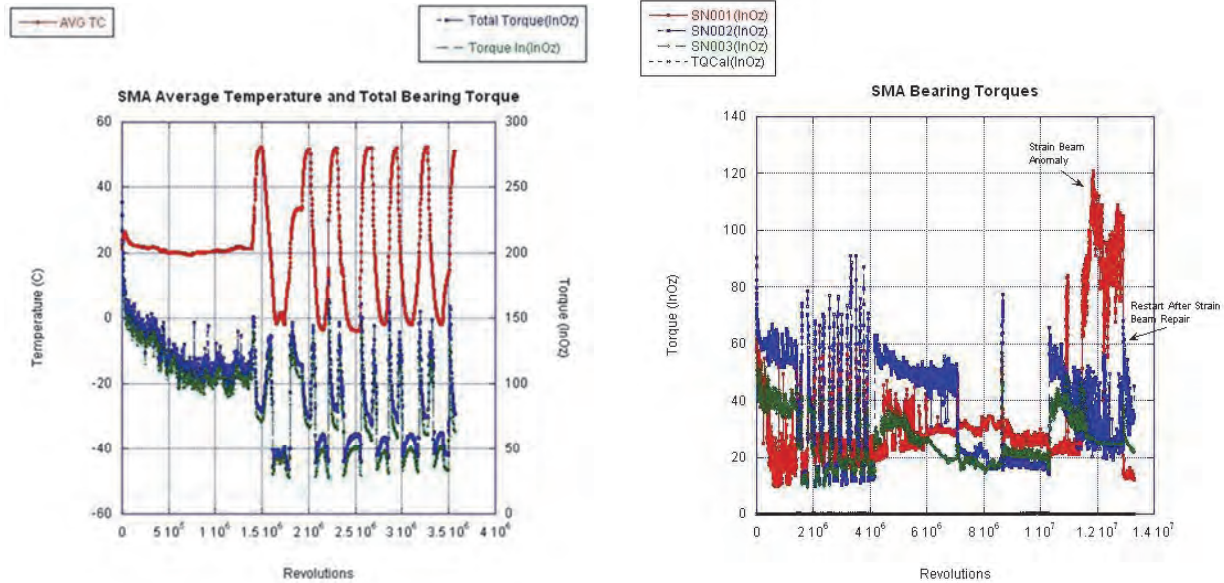 AVG TC
Total Torque(InOz)
Torque In(InOz)
SMA Average Temperature and Total Bearing Torque
60
40
20
0
-20
-40
-60
Temperature (C)
300
250
200
150
100
50
0
Torque (InOz)
0 5 10⁵ 1 10⁶ 1.5 10⁶ 2 10⁶ 2.5 10⁶ 3 10⁶ 3.5 10⁶ 4 10⁶
Revolutions
SN001(InOz)
SN002(InOz)
SN003(InOz)
TQCal(InOz)
SMA Bearing Torques
140
120
100
80
60
40
20
0
Torque (InOz)
Strain Beam
Anomaly
Restart After Strain
Beam Repair
0 2 10⁶ 4 10⁶ 6 10⁶ 8 10⁶ 1 10⁷ 1.2 10⁷ 1.4 10⁷
Revolutions